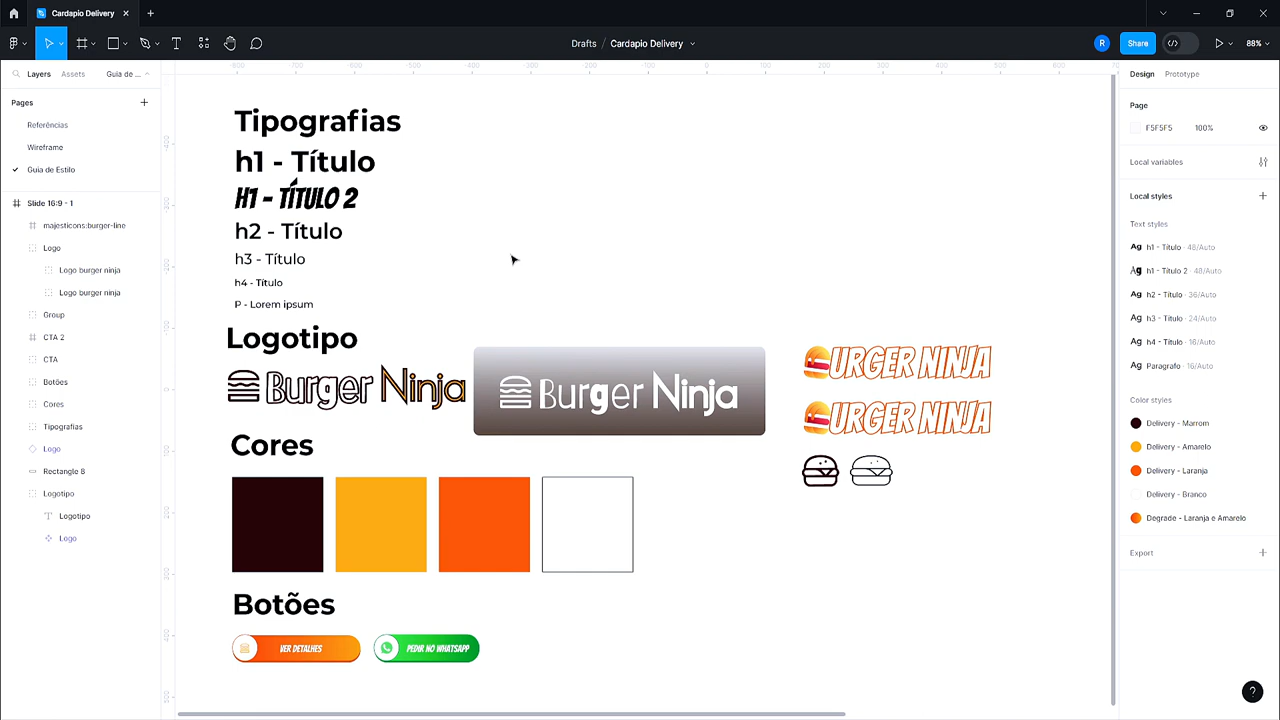 Cardapio Delivery
Drafts / Cardapio Delivery
R
Share
88%
Layers
Assets
Guia de ...
Pages
Referências
Wireframe
Guia de Estilo
Slide 16:9 - 1
majesticons:burger-line
Logo
Logo burger ninja
Logo burger ninja
Group
CTA 2
CTA
Botões
Cores
Tipografias
Logo
Rectangle 8
Logotipo
Logotipo
Logo
Tipografias
h1 - Título
H1 - TÍTULO 2
h2 - Título
h3 - Título
h4 - Título
P - Lorem ipsum
Logotipo
Burger Ninja
Burger Ninja
URGER NINJA
URGER NINJA
Cores
Botões
VER DETALHES
PEDIR NO WHATSAPP
Design
Prototype
Page
F5F5F5
100%
Local variables
Local styles
Text styles
Ag h1 - Título · 48/Auto
Ag h1 - Título 2 · 48/Auto
Ag h2 - Título · 36/Auto
Ag h3 - Título · 24/Auto
Ag h4 - Título · 16/Auto
Ag Paragrafo · 16/Auto
Color styles
Delivery - Marrom
Delivery - Amarelo
Delivery - Laranja
Delivery - Branco
Degrade - Laranja e Amarelo
Export
?